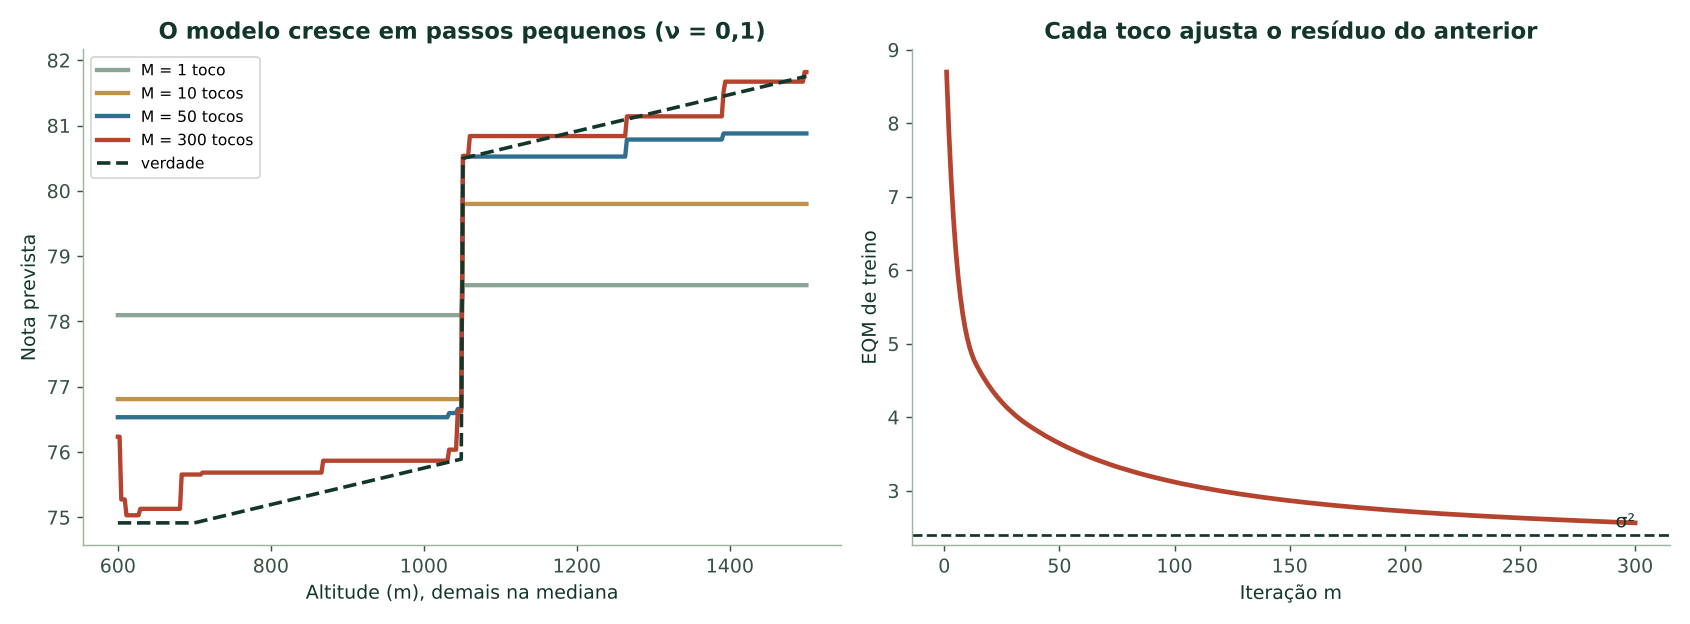 O modelo cresce em passos pequenos (ν = 0,1)
82
81
80
79
78
77
76
75
Nota prevista
M = 1 toco
M = 10 tocos
M = 50 tocos
M = 300 tocos
verdade
600
800
1000
1200
1400
Altitude (m), demais na mediana
Cada toco ajusta o resíduo do anterior
9
8
7
6
5
4
3
EQM de treino
σ²
0
50
100
150
200
250
300
Iteração m